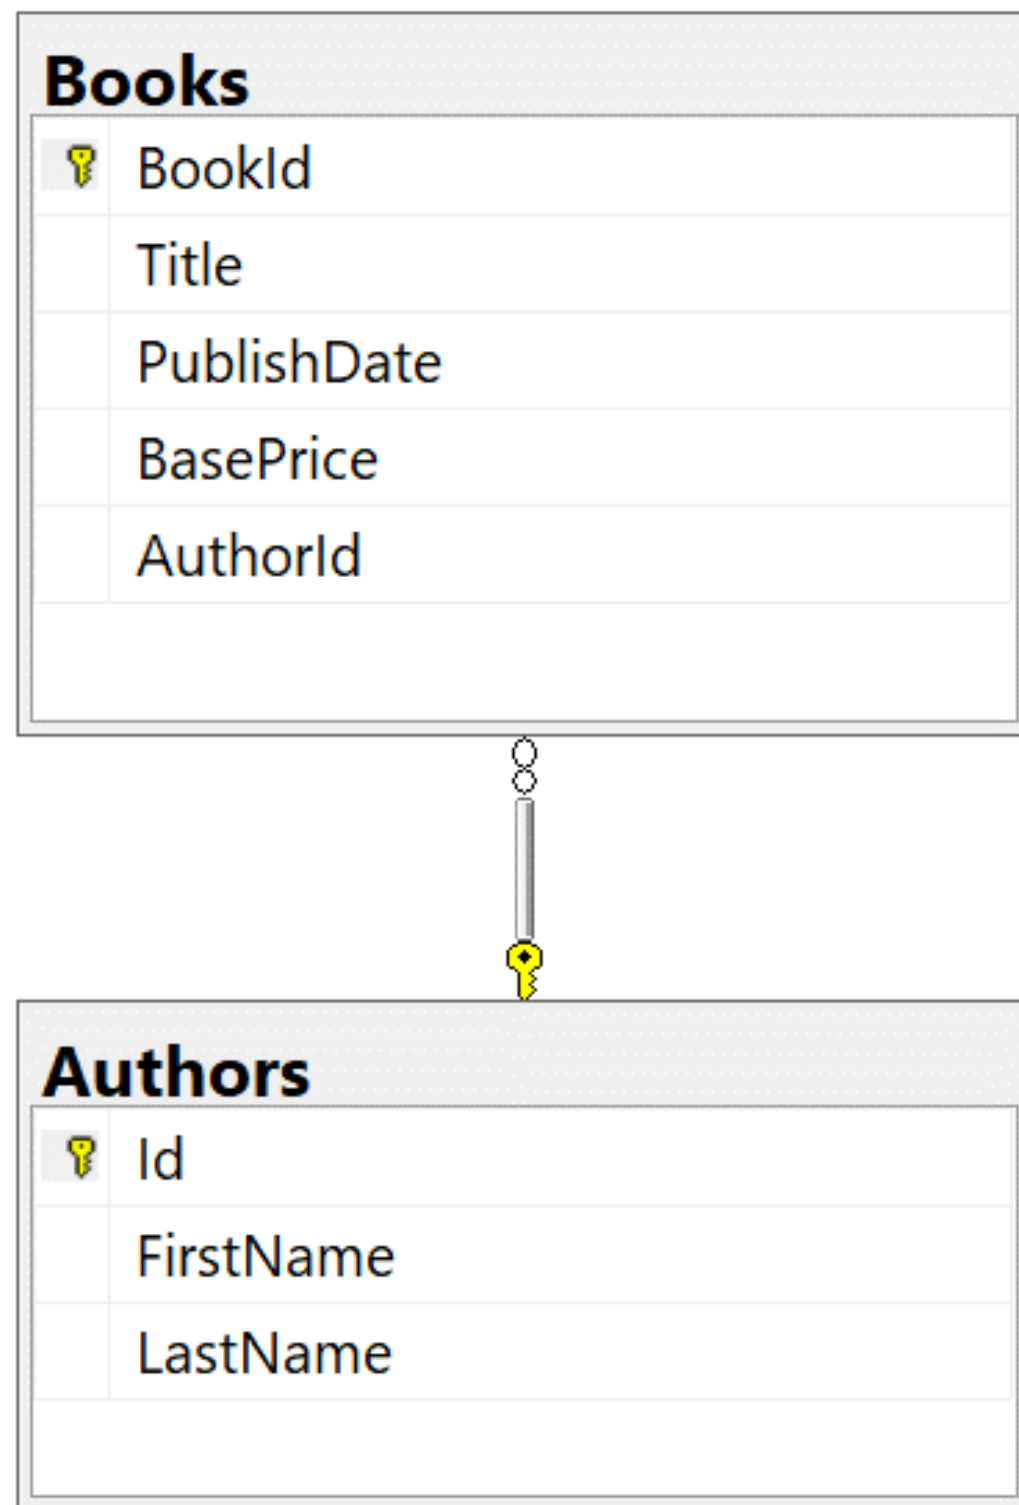 Books
BookId
Title
PublishDate
BasePrice
AuthorId
Authors
Id
FirstName
LastName